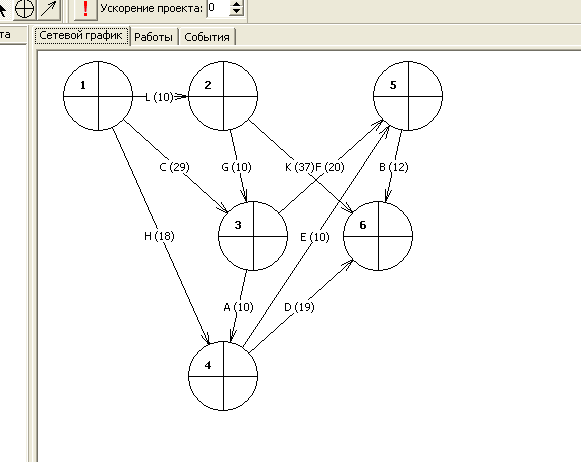 ! Ускорение проекта: 0
та Сетевой график Работы События
1 2 5
L (10)
C (29) G (10) K (37) F (20) B (12)
3 6
H (18) E (10)
A (10) D (19)
4